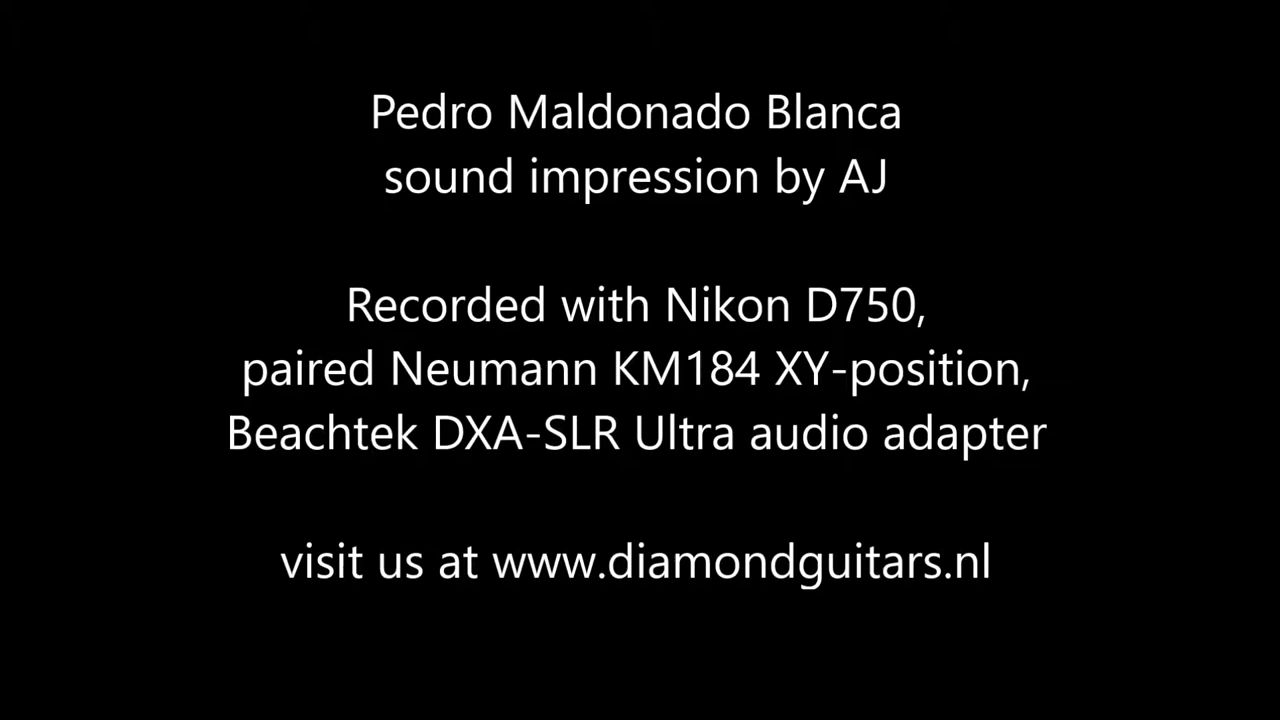 Pedro Maldonado Blanca
sound impression by AJ
Recorded with Nikon D750,
paired Neumann KM184 XY-position,
Beachtek DXA-SLR Ultra audio adapter
visit us at www.diamondguitars.nl